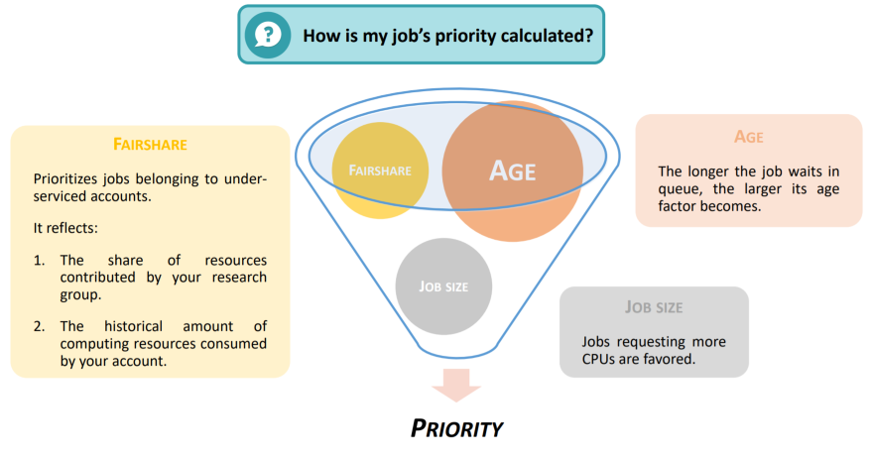 How is my job's priority calculated?
FAIRSHARE
Prioritizes jobs belonging to under-
serviced accounts.
It reflects:
1. The share of resources
contributed by your research
group.
2. The historical amount of
computing resources consumed
by your account.
FAIRSHARE
AGE
JOB SIZE
AGE
The longer the job waits in
queue, the larger its age
factor becomes.
JOB SIZE
Jobs requesting more
CPUs are favored.
PRIORITY